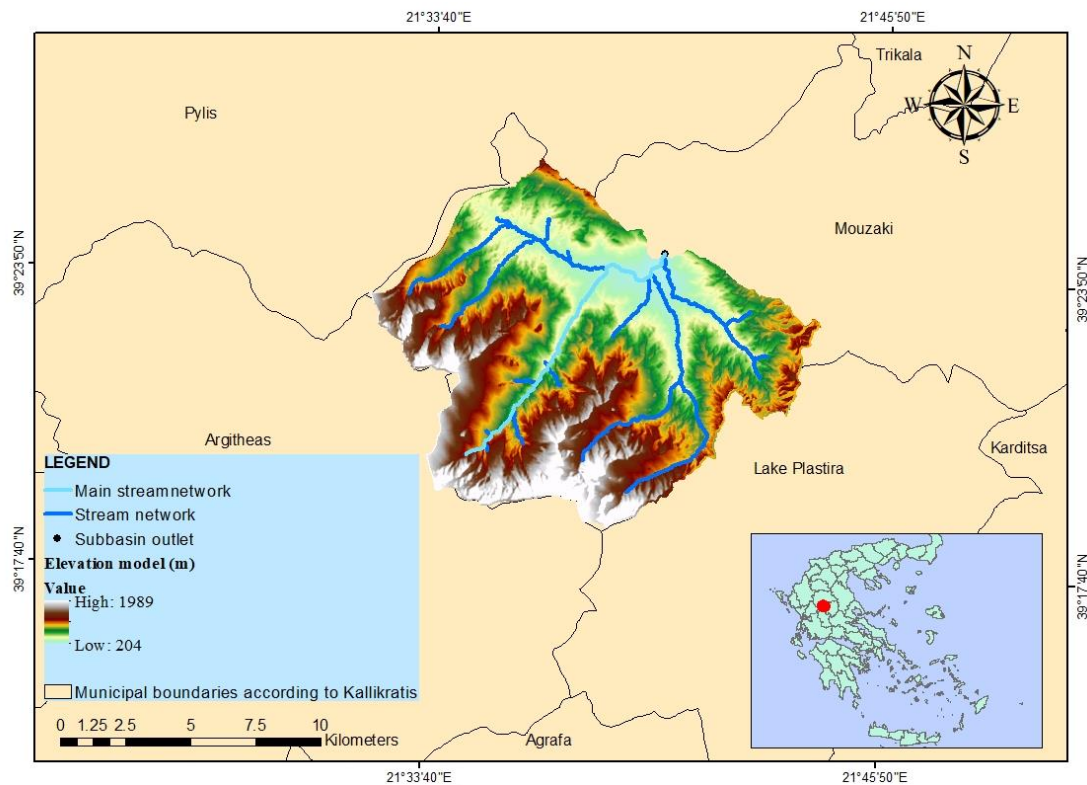 21°33'40"E
21°45'50"E
Trikala
N
Pylis
W
E
S
Mouzaki
39°23'50"N
39°23'50"N
Argitheas
Karditsa
LEGEND
Lake Plastira
Main streamnetwork
Stream network
Subbasin outlet
Elevation model (m)
Value
High: 1989
Low: 204
39°17'40"N
39°17'40"N
Municipal boundaries according to Kallikratis
0 1.25 2.5 5 7.5 10
Kilometers
Agrafa
21°33'40"E
21°45'50"E